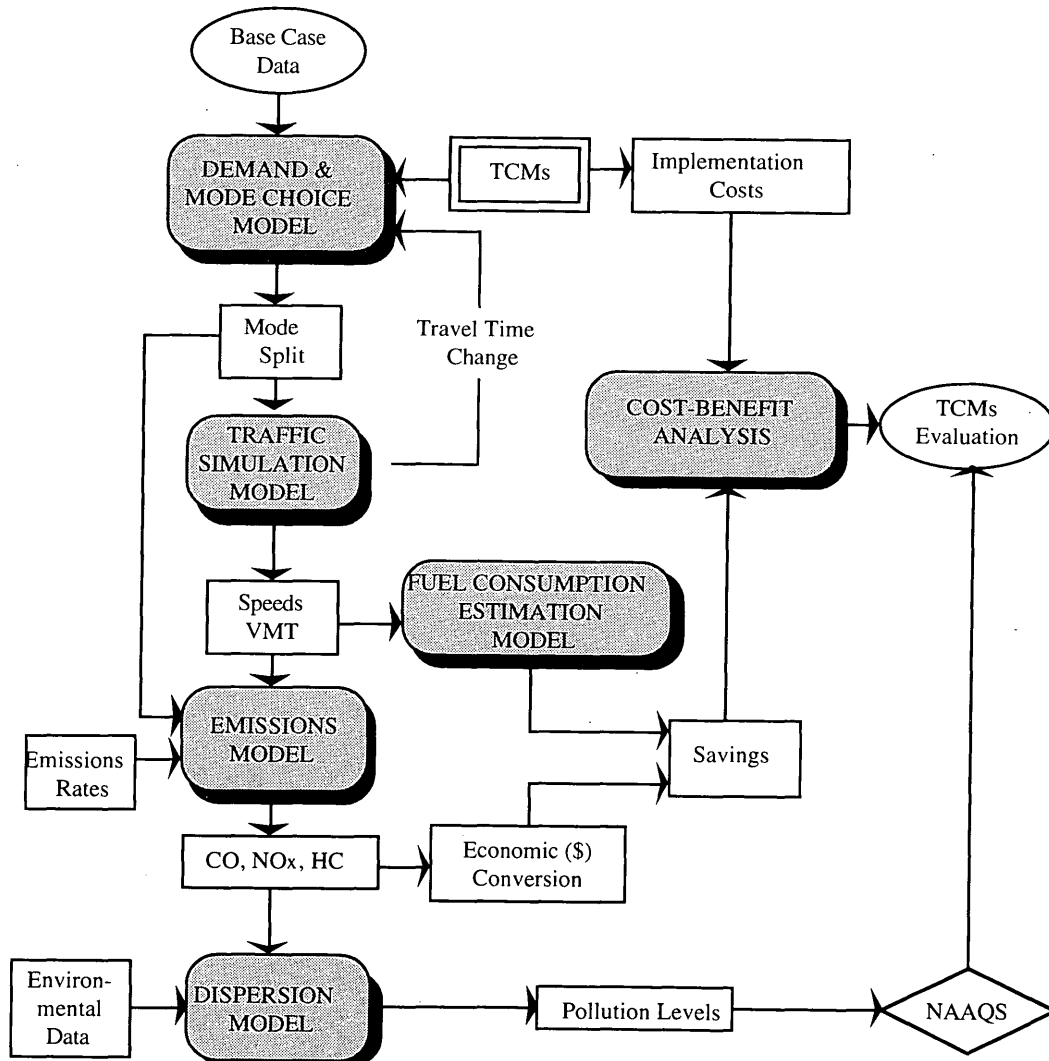 Base Case
Data
DEMAND &
MODE CHOICE
MODEL
TCMs
Implementation
Costs
Mode
Split
Travel Time
Change
TRAFFIC
SIMULATION
MODEL
COST-BENEFIT
ANALYSIS
TCMs
Evaluation
Speeds
VMT
FUEL CONSUMPTION
ESTIMATION
MODEL
EMISSIONS
MODEL
Emissions
Rates
Savings
CO, NOx, HC
Economic ($)
Conversion
Environ-
mental
Data
DISPERSION
MODEL
Pollution Levels
NAAQS